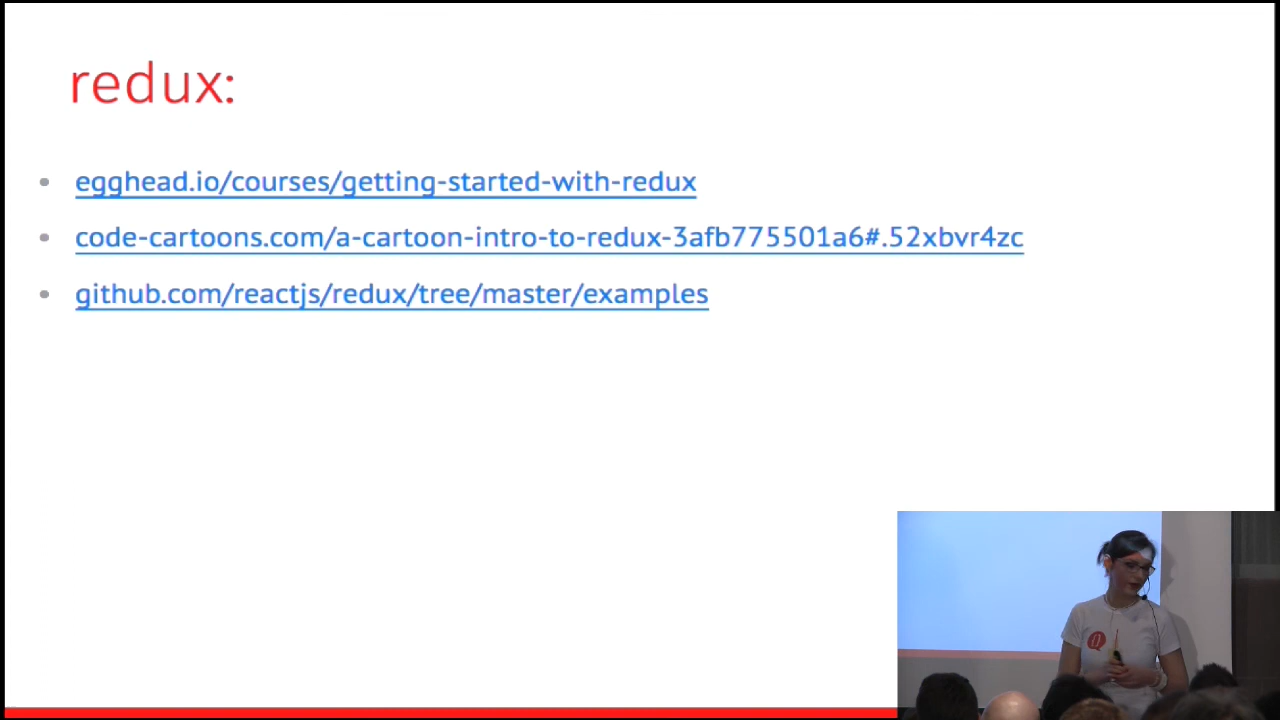 redux:
egghead.io/courses/getting-started-with-redux
code-cartoons.com/a-cartoon-intro-to-redux-3afb775501a6#.52xbvr4zc
github.com/reactjs/redux/tree/master/examples
Q